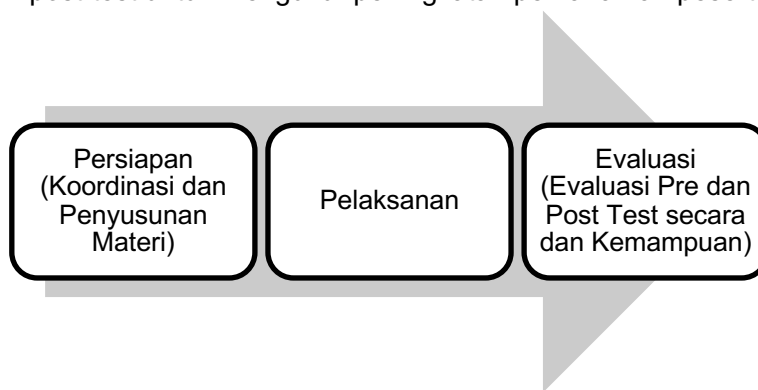 Persiapan
(Koordinasi dan
Penyusunan
Materi)
Pelaksanan
Evaluasi
(Evaluasi Pre dan
Post Test secara
dan Kemampuan)